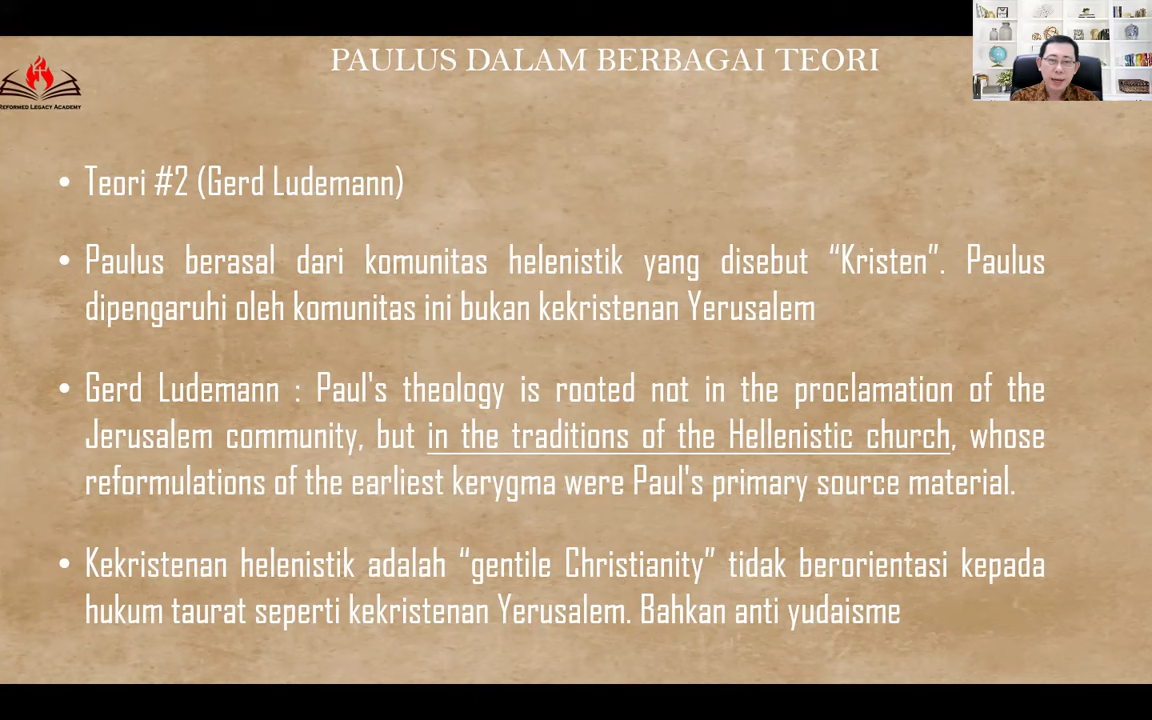 PAULUS DALAM BERBAGAI TEORI
REFORMED LEGACY ACADEMY
• Teori #2 (Gerd Ludemann)
• Paulus berasal dari komunitas helenistik yang disebut “Kristen”. Paulus
dipengaruhi oleh komunitas ini bukan kekristenan Yerusalem
• Gerd Ludemann : Paul's theology is rooted not in the proclamation of the
Jerusalem community, but in the traditions of the Hellenistic church, whose
reformulations of the earliest kerygma were Paul's primary source material.
• Kekristenan helenistik adalah “gentile Christianity” tidak berorientasi kepada
hukum taurat seperti kekristenan Yerusalem. Bahkan anti yudaisme